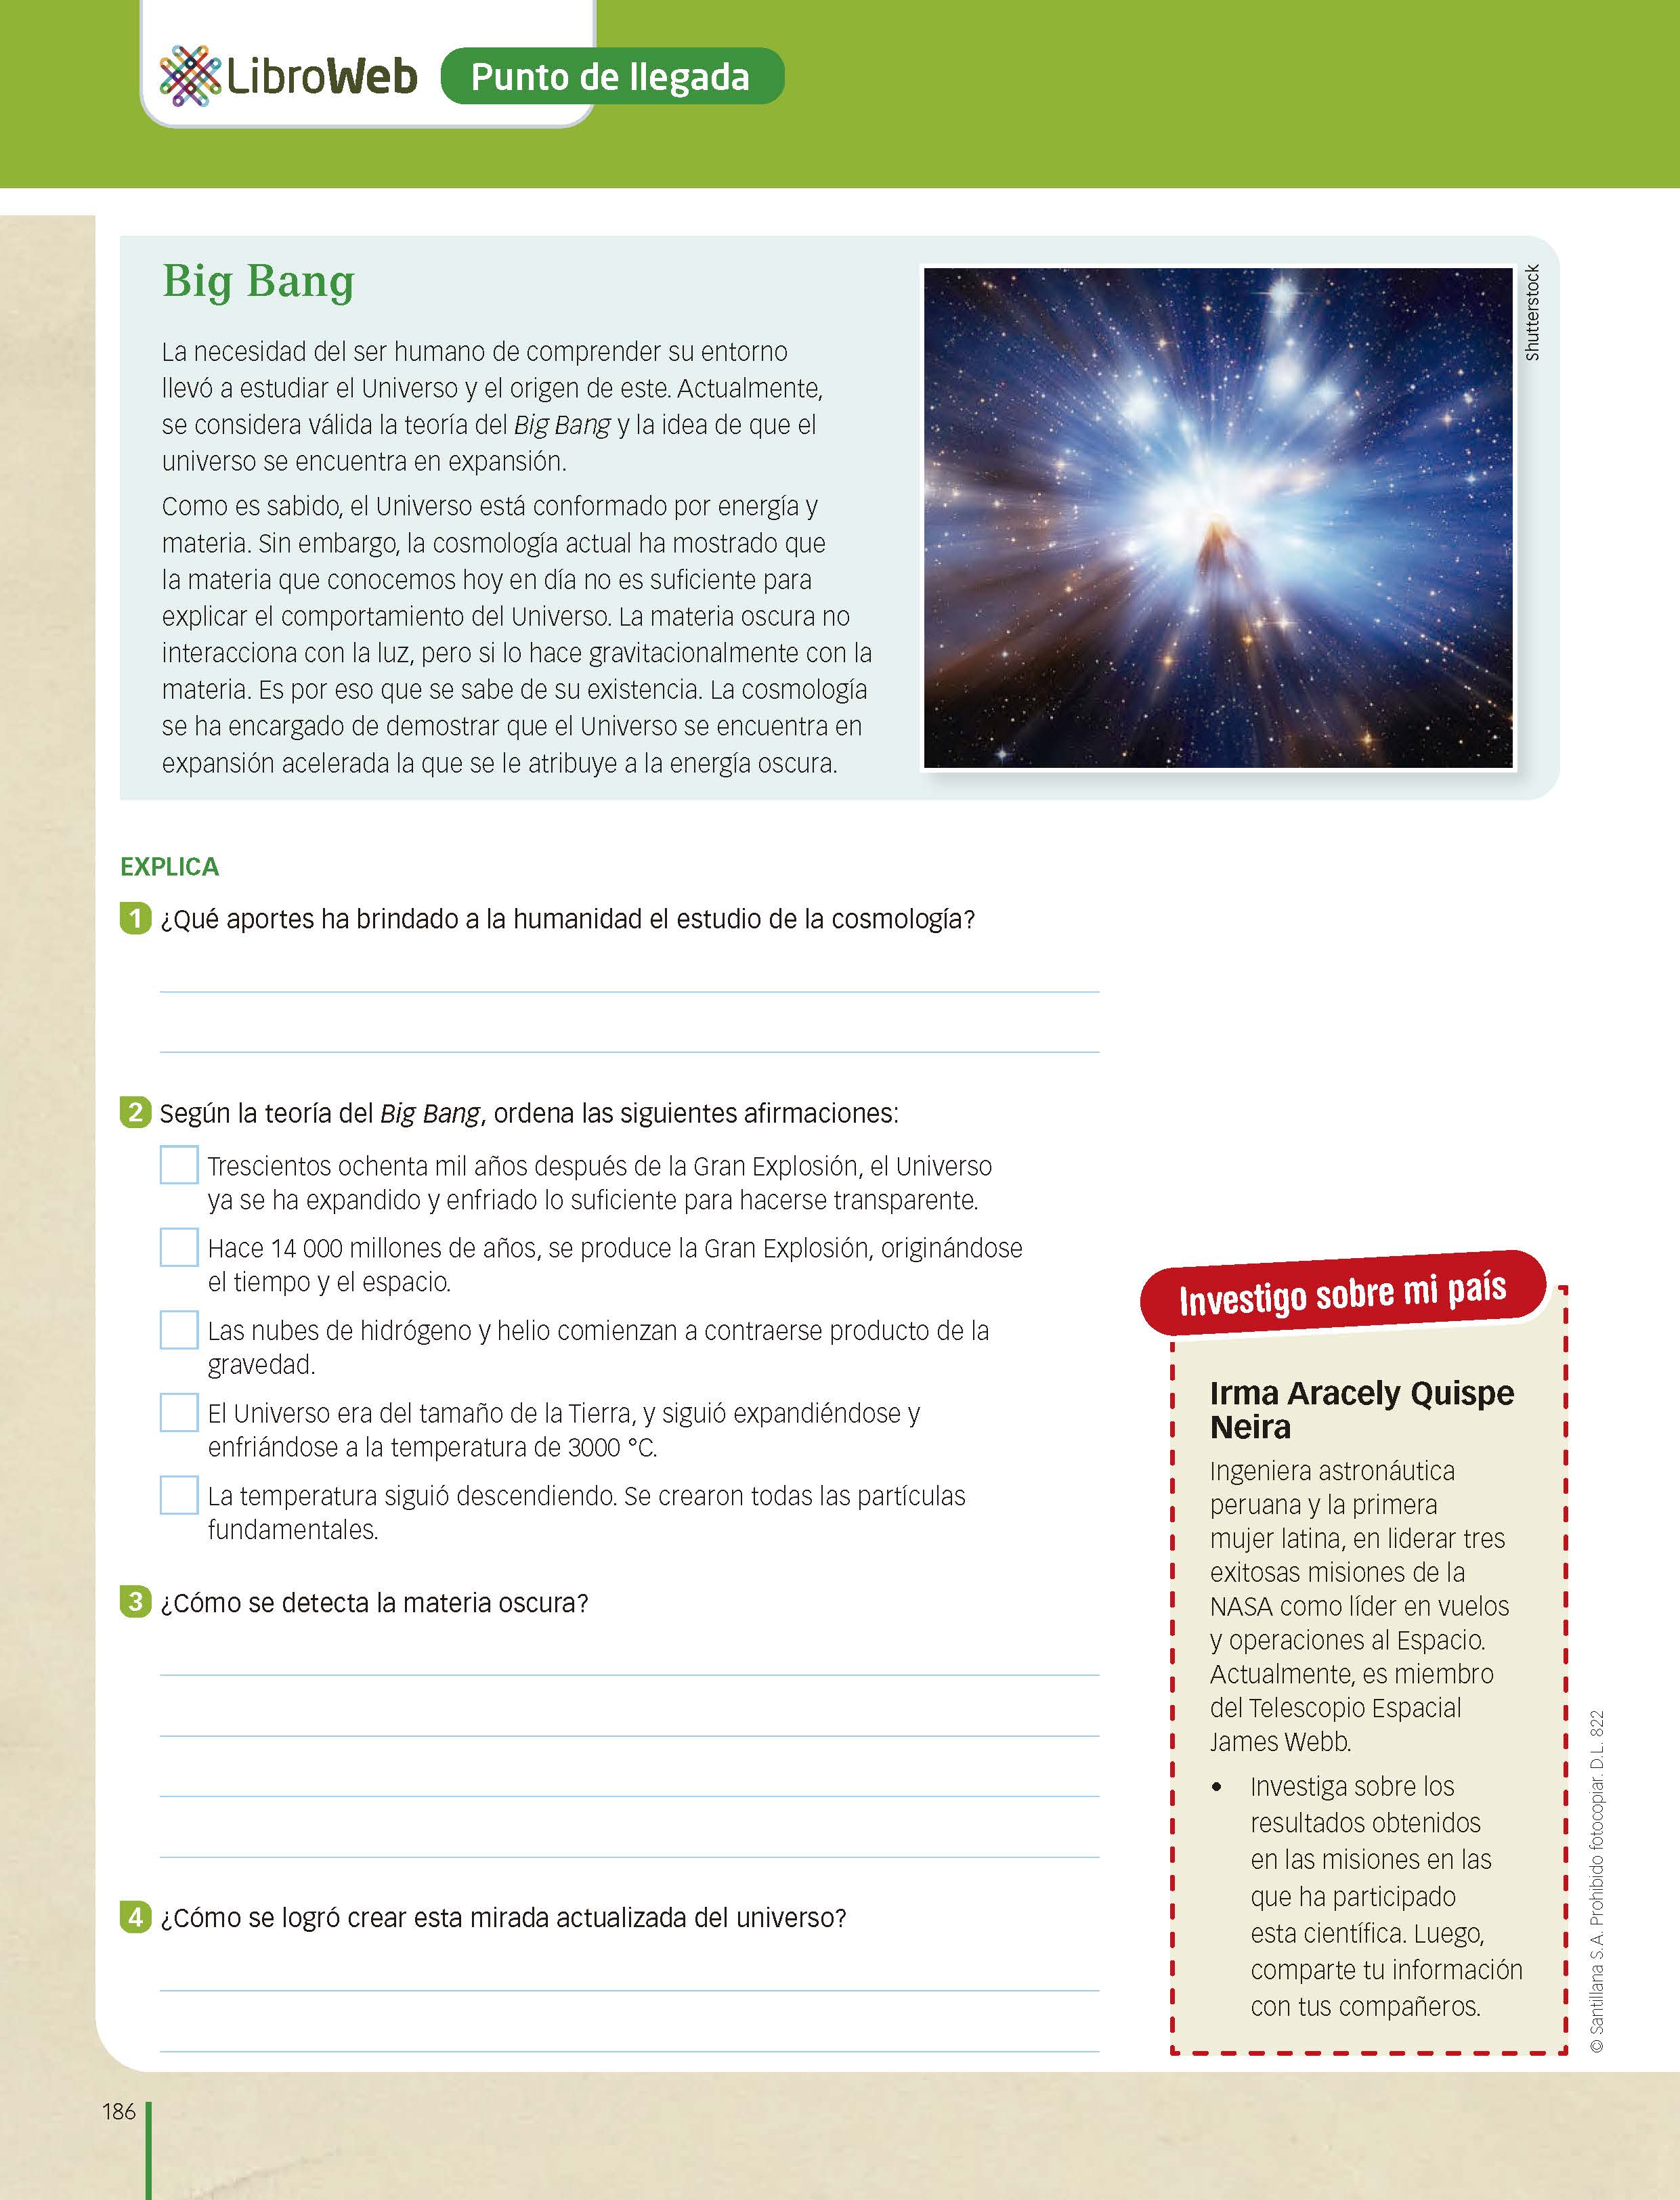 LibroWeb Punto de llegada
Big Bang
La necesidad del ser humano de comprender su entorno
llevó a estudiar el Universo y el origen de este. Actualmente,
se considera válida la teoría del Big Bang y la idea de que el
universo se encuentra en expansión.
Como es sabido, el Universo está conformado por energía y
materia. Sin embargo, la cosmología actual ha mostrado que
la materia que conocemos hoy en día no es suficiente para
explicar el comportamiento del Universo. La materia oscura no
interacciona con la luz, pero si lo hace gravitacionalmente con la
materia. Es por eso que se sabe de su existencia. La cosmología
se ha encargado de demostrar que el Universo se encuentra en
expansión acelerada la que se le atribuye a la energía oscura.
Shutterstock
EXPLICA
1 ¿Qué aportes ha brindado a la humanidad el estudio de la cosmología?
2 Según la teoría del Big Bang, ordena las siguientes afirmaciones:
Trescientos ochenta mil años después de la Gran Explosión, el Universo
ya se ha expandido y enfriado lo suficiente para hacerse transparente.
Hace 14 000 millones de años, se produce la Gran Explosión, originándose
el tiempo y el espacio.
Las nubes de hidrógeno y helio comienzan a contraerse producto de la
gravedad.
El Universo era del tamaño de la Tierra, y siguió expandiéndose y
enfriándose a la temperatura de 3000 °C.
La temperatura siguió descendiendo. Se crearon todas las partículas
fundamentales.
3 ¿Cómo se detecta la materia oscura?
4 ¿Cómo se logró crear esta mirada actualizada del universo?
Investigo sobre mi país
Irma Aracely Quispe
Neira
Ingeniera astronáutica
peruana y la primera
mujer latina, en liderar tres
exitosas misiones de la
NASA como líder en vuelos
y operaciones al Espacio.
Actualmente, es miembro
del Telescopio Espacial
James Webb.
• Investiga sobre los
resultados obtenidos
en las misiones en las
que ha participado
esta científica. Luego,
comparte tu información
con tus compañeros.
© Santillana S.A. Prohibido fotocopiar. D.L. 822
186